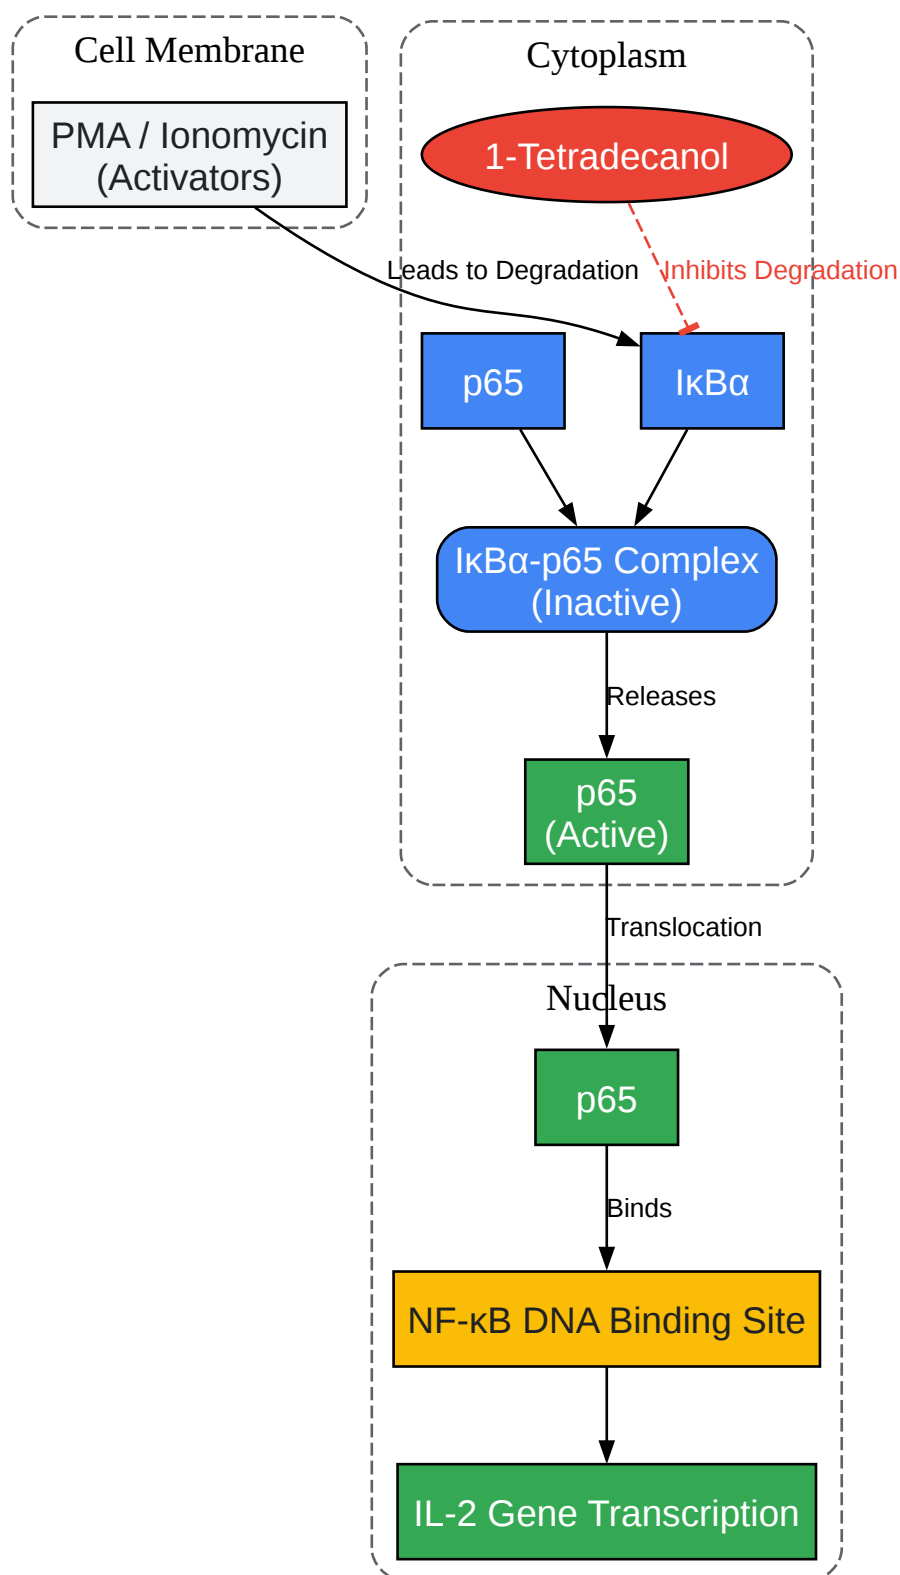 Cell Membrane
PMA / Ionomycin
(Activators)
Cytoplasm
1-Tetradecanol
Leads to Degradation
Inhibits Degradation
p65
IκBα
IκBα-p65 Complex
(Inactive)
Releases
p65
(Active)
Translocation
Nucleus
p65
Binds
NF-κB DNA Binding Site
IL-2 Gene Transcription